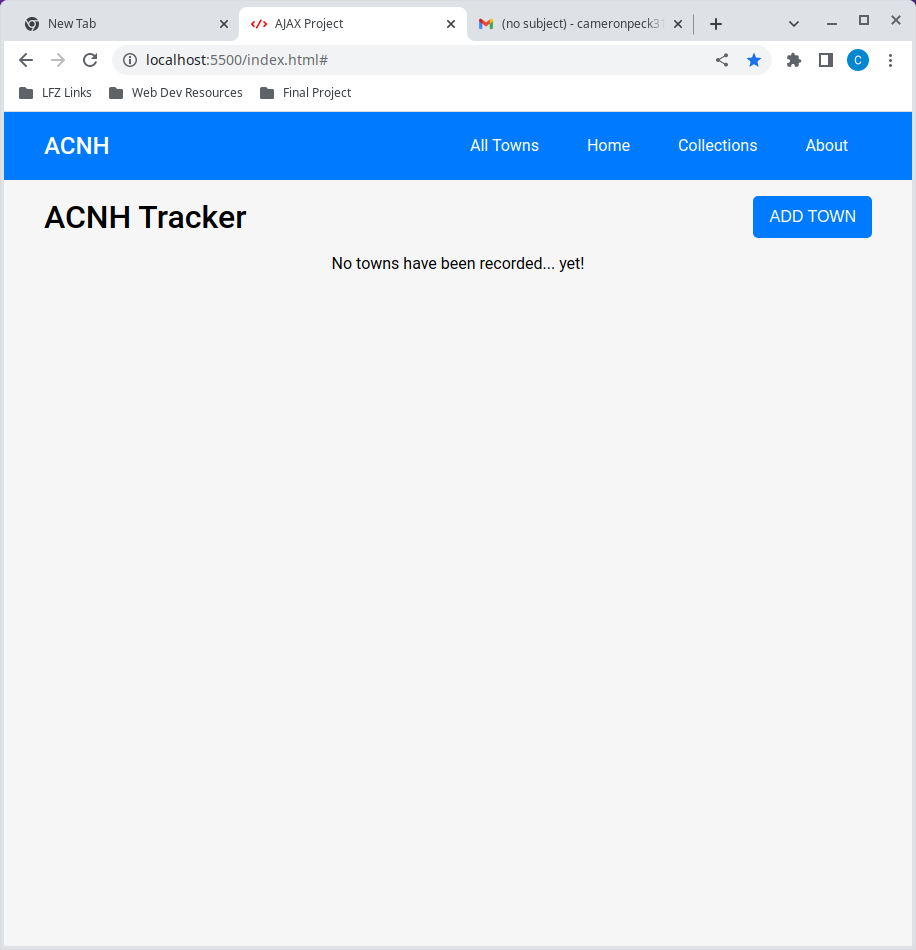 New Tab
AJAX Project
(no subject) - cameronpeck31
localhost:5500/index.html#
C
LFZ Links
Web Dev Resources
Final Project
ACNH
All Towns
Home
Collections
About
ACNH Tracker
ADD TOWN
No towns have been recorded... yet!